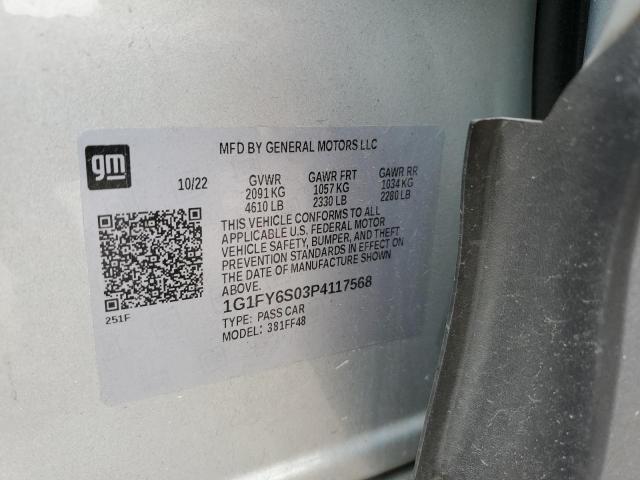 gm
MFD BY GENERAL MOTORS LLC
10/22 GVWR GAWR FRT GAWR RR
2091 KG 1057 KG 1034 KG
4610 LB 2330 LB 2280 LB
THIS VEHICLE CONFORMS TO ALL
APPLICABLE U.S. FEDERAL MOTOR
VEHICLE SAFETY, BUMPER, AND THEFT
PREVENTION STANDARDS IN EFFECT ON
THE DATE OF MANUFACTURE SHOWN
ABOVE.
1G1FY6S03P4117568
TYPE: PASS CAR
MODEL: 381FF48
251F